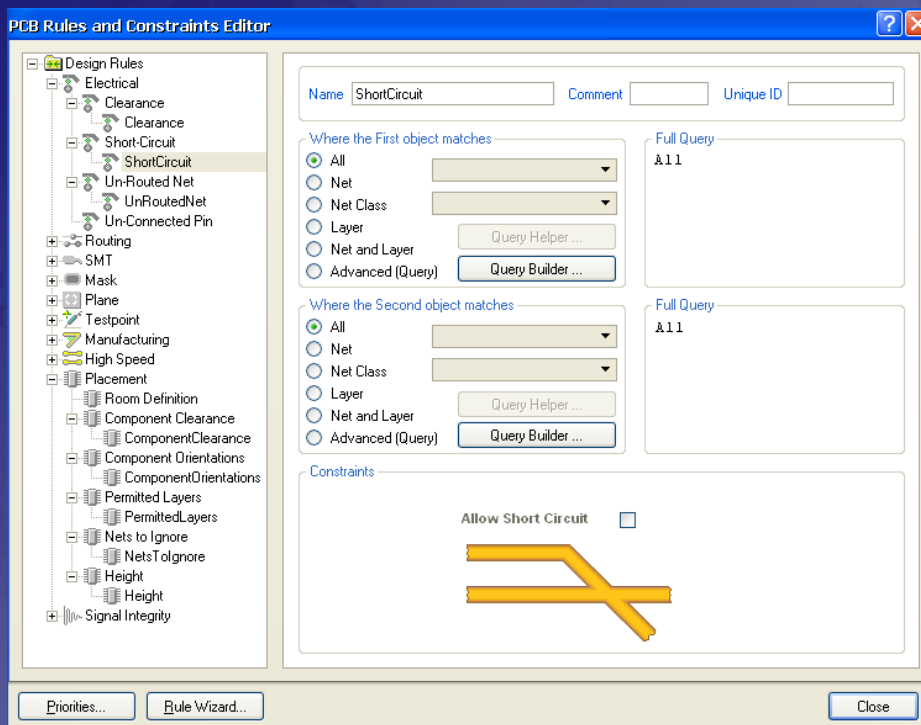 PCB Rules and Constraints Editor
?
Design Rules
Electrical
Clearance
Clearance
Short-Circuit
ShortCircuit
Un-Routed Net
UnRoutedNet
Un-Connected Pin
Routing
SMT
Mask
Plane
Testpoint
Manufacturing
High Speed
Placement
Room Definition
Component Clearance
ComponentClearance
Component Orientations
ComponentOrientations
Permitted Layers
PermittedLayers
Nets to Ignore
NetsToIgnore
Height
Height
Signal Integrity
Name ShortCircuit Comment Unique ID
Where the First object matches
All
Net
Net Class
Layer
Net and Layer
Advanced (Query)
Query Helper ...
Query Builder ...
Full Query
All
Where the Second object matches
All
Net
Net Class
Layer
Net and Layer
Advanced (Query)
Query Helper ...
Query Builder ...
Full Query
All
Constraints
Allow Short Circuit
Priorities... Rule Wizard... Close